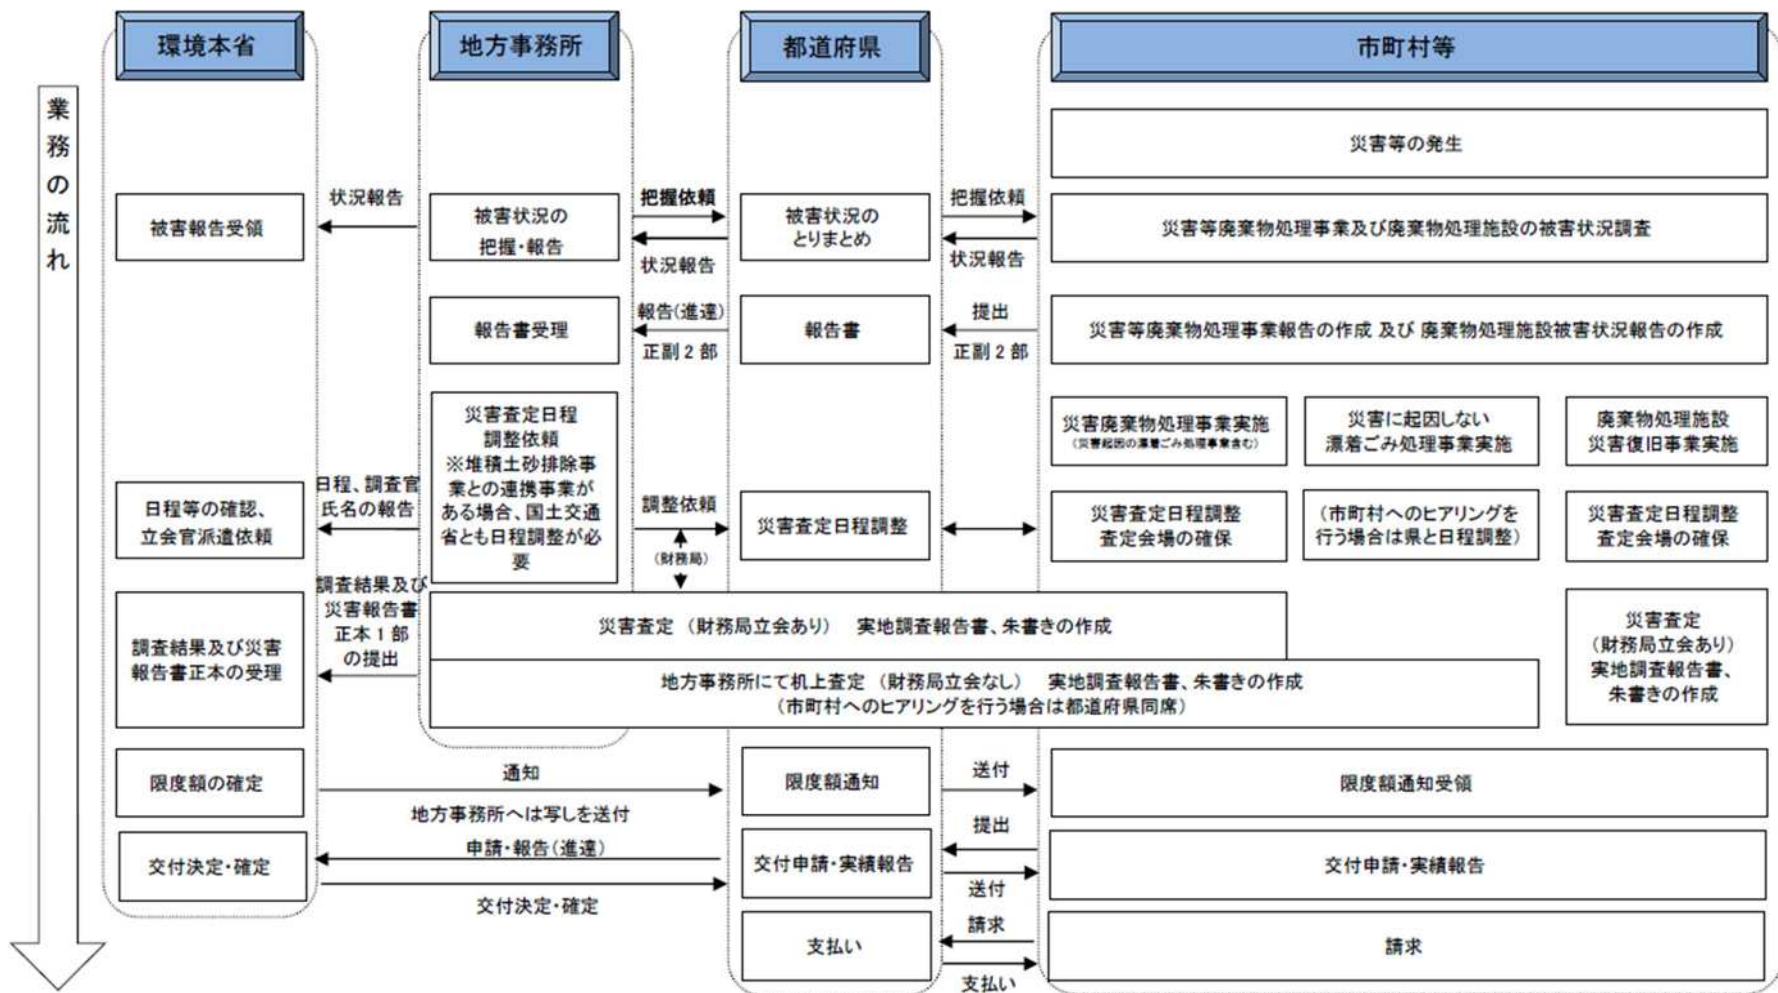 環境本省
地方事務所
都道府県
市町村等
業務の流れ
災害等の発生
被害報告受領
状況報告
被害状況の
把握・報告
把握依頼
状況報告
被害状況の
とりまとめ
把握依頼
状況報告
災害等廃棄物処理事業及び廃棄物処理施設の被害状況調査
報告書受理
報告(進達)
正副2部
報告書
提出
正副2部
災害等廃棄物処理事業報告の作成 及び 廃棄物処理施設被害状況報告の作成
災害廃棄物処理事業実施
(災害起因の漂着ごみ処理事業含む)
災害に起因しない
漂着ごみ処理事業実施
廃棄物処理施設
災害復旧事業実施
日程等の確認、
立会官派遣依頼
日程、調査官
氏名の報告
災害査定日程
調整依頼
※堆積土砂排除事
業との連携事業が
ある場合、国土交通
省とも日程調整が必
要
調整依頼
(財務局)
災害査定日程調整
災害査定日程調整
査定会場の確保
(市町村へのヒアリングを
行う場合は県と日程調整)
災害査定日程調整
査定会場の確保
調査結果及び災害
報告書正本の受理
調査結果及び
災害報告書
正本1部
の提出
災害査定 (財務局立会あり) 実地調査報告書、朱書きの作成
地方事務所にて机上査定 (財務局立会なし) 実地調査報告書、朱書きの作成
(市町村へのヒアリングを行う場合は都道府県同席)
災害査定
(財務局立会あり)
実地調査報告書、
朱書きの作成
限度額の確定
通知
地方事務所へは写しを送付
限度額通知
送付
限度額通知受領
交付決定・確定
申請・報告(進達)
交付決定・確定
交付申請・実績報告
提出
送付
交付申請・実績報告
支払い
請求
支払い
請求